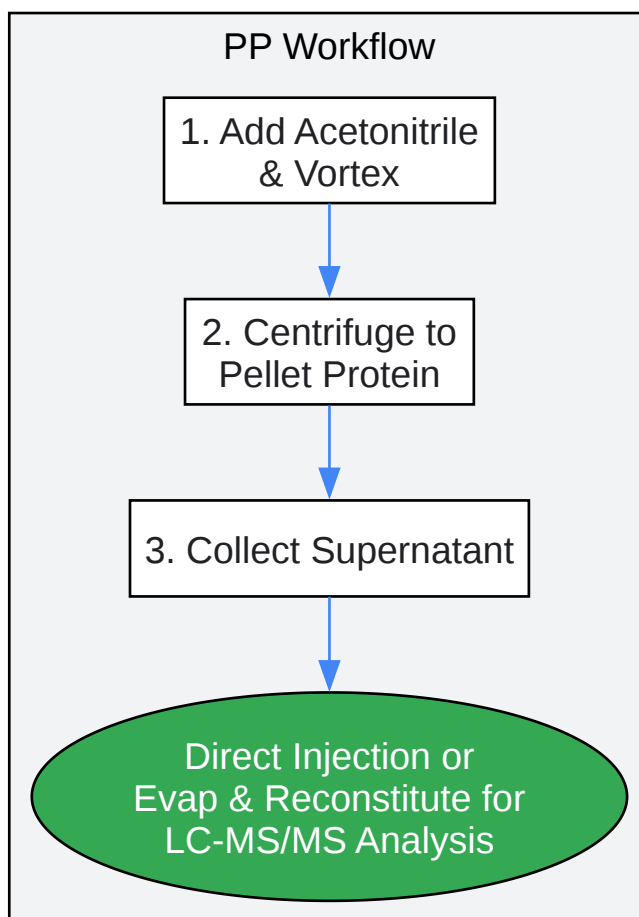 PP Workflow
1. Add Acetonitrile
& Vortex
2. Centrifuge to
Pellet Protein
3. Collect Supernatant
Direct Injection or
Evap & Reconstitute for
LC-MS/MS Analysis